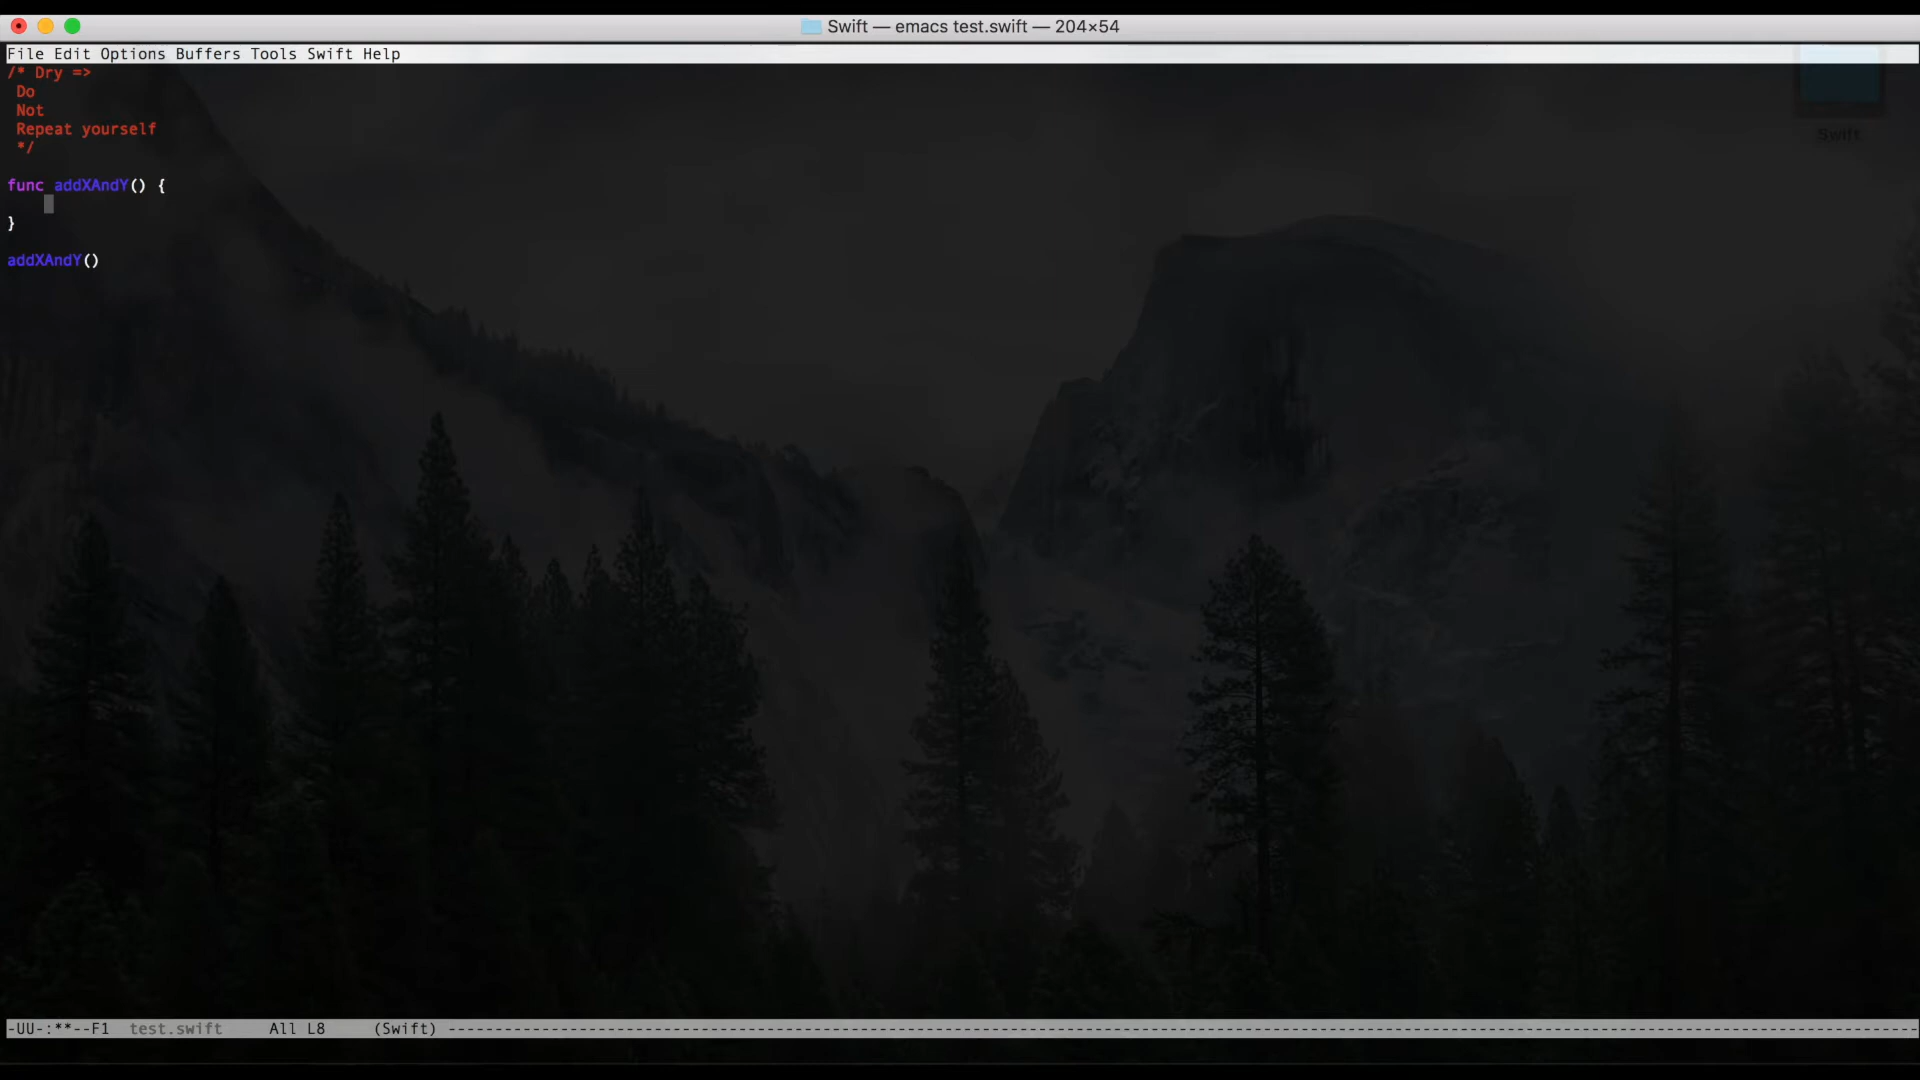 Swift — emacs test.swift — 204×54
File Edit Options Buffers Tools Swift Help
/* Dry =>
Do
Not
Repeat yourself
*/
func addXAndY() {
}
addXAndY()
Swift
-UU-:**--F1  test.swift     All L8     (Swift) ----------------------------------------------------------------